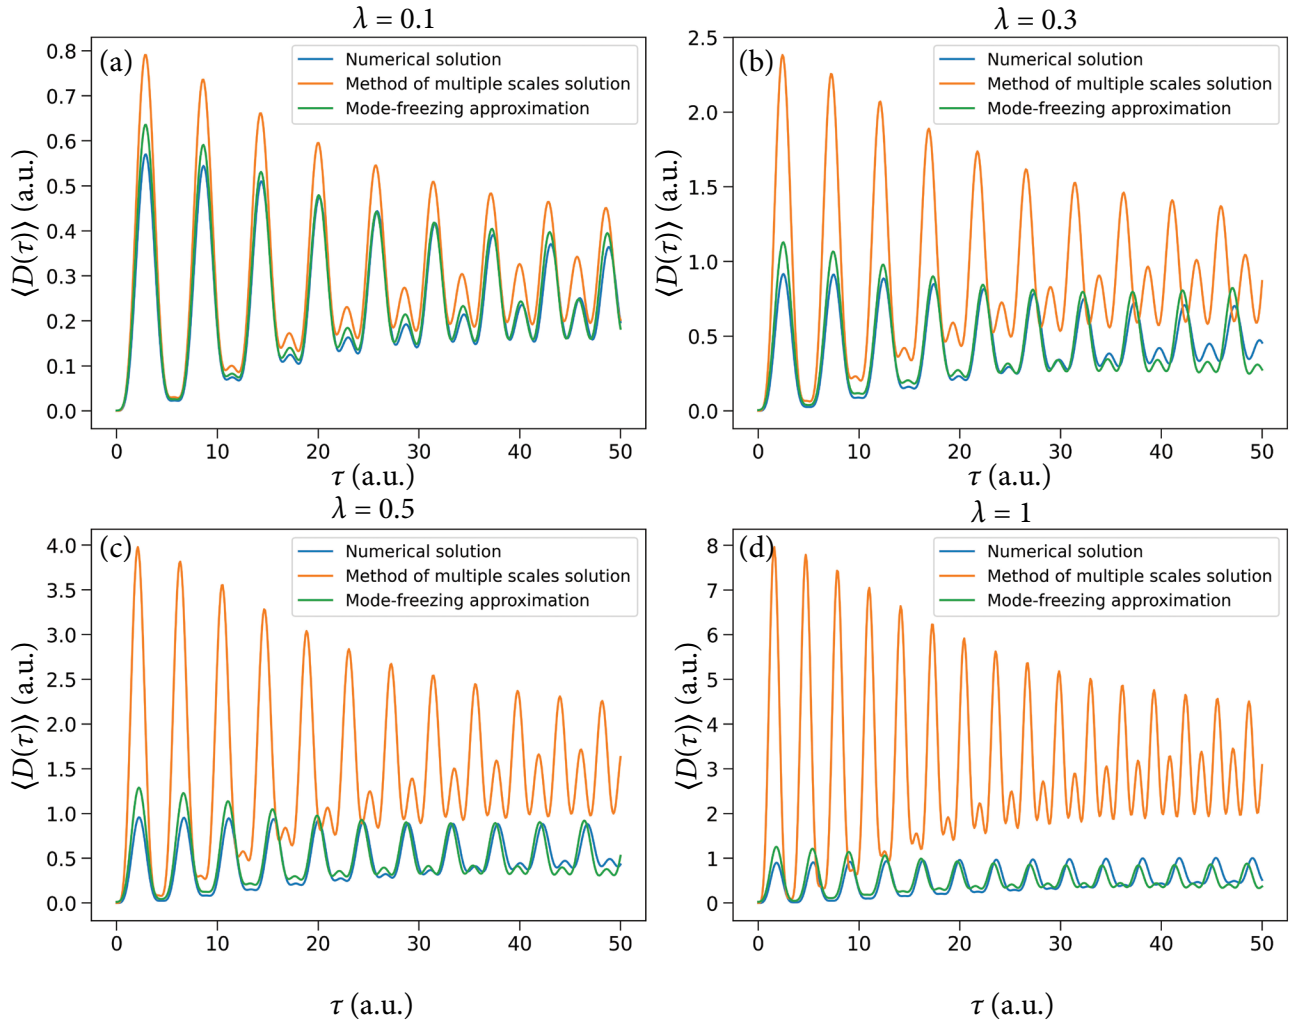 λ = 0.1
(a)
Numerical solution
Method of multiple scales solution
Mode-freezing approximation
⟨D(τ)⟩ (a.u.)
0.8
0.7
0.6
0.5
0.4
0.3
0.2
0.1
0.0
0 10 20 30 40 50
τ (a.u.)
λ = 0.3
(b)
Numerical solution
Method of multiple scales solution
Mode-freezing approximation
⟨D(τ)⟩ (a.u.)
2.5
2.0
1.5
1.0
0.5
0.0
0 10 20 30 40 50
τ (a.u.)
λ = 0.5
(c)
Numerical solution
Method of multiple scales solution
Mode-freezing approximation
⟨D(τ)⟩ (a.u.)
4.0
3.5
3.0
2.5
2.0
1.5
1.0
0.5
0.0
0 10 20 30 40 50
τ (a.u.)
λ = 1
(d)
Numerical solution
Method of multiple scales solution
Mode-freezing approximation
⟨D(τ)⟩ (a.u.)
8
7
6
5
4
3
2
1
0
0 10 20 30 40 50
τ (a.u.)